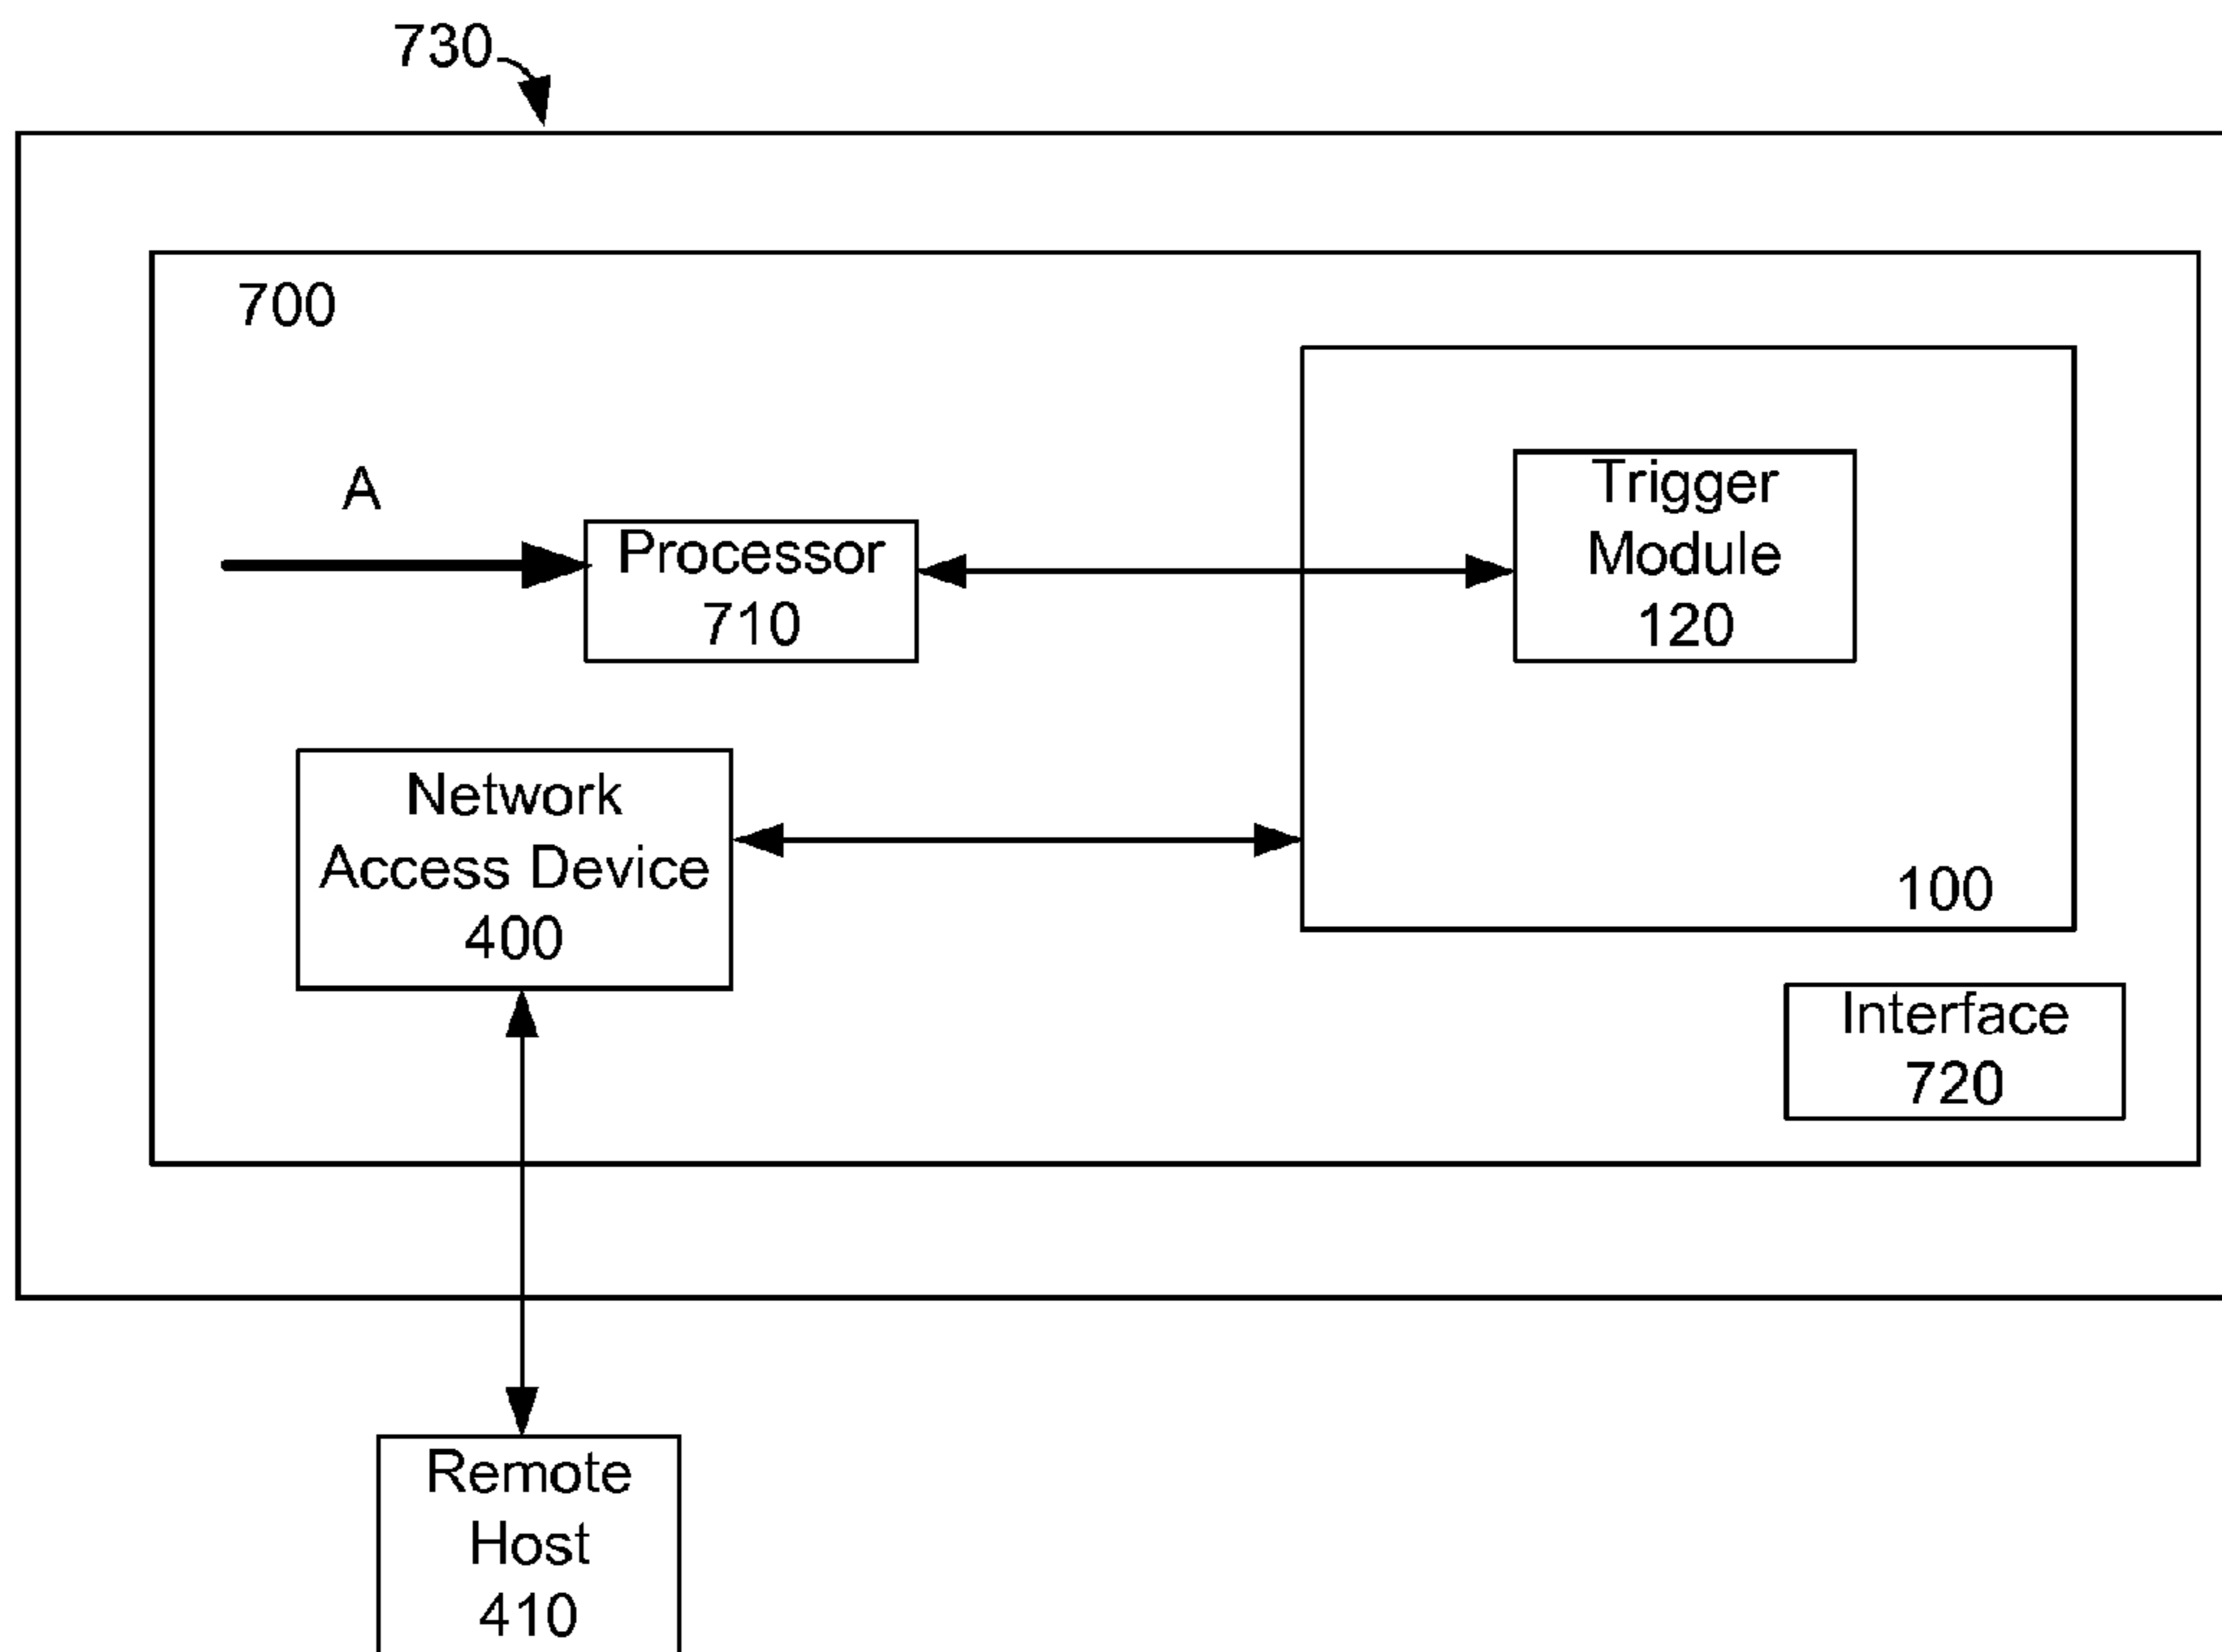 730
700
A
Processor
710
Trigger
Module
120
Network
Access Device
400
100
Interface
720
Remote
Host
410